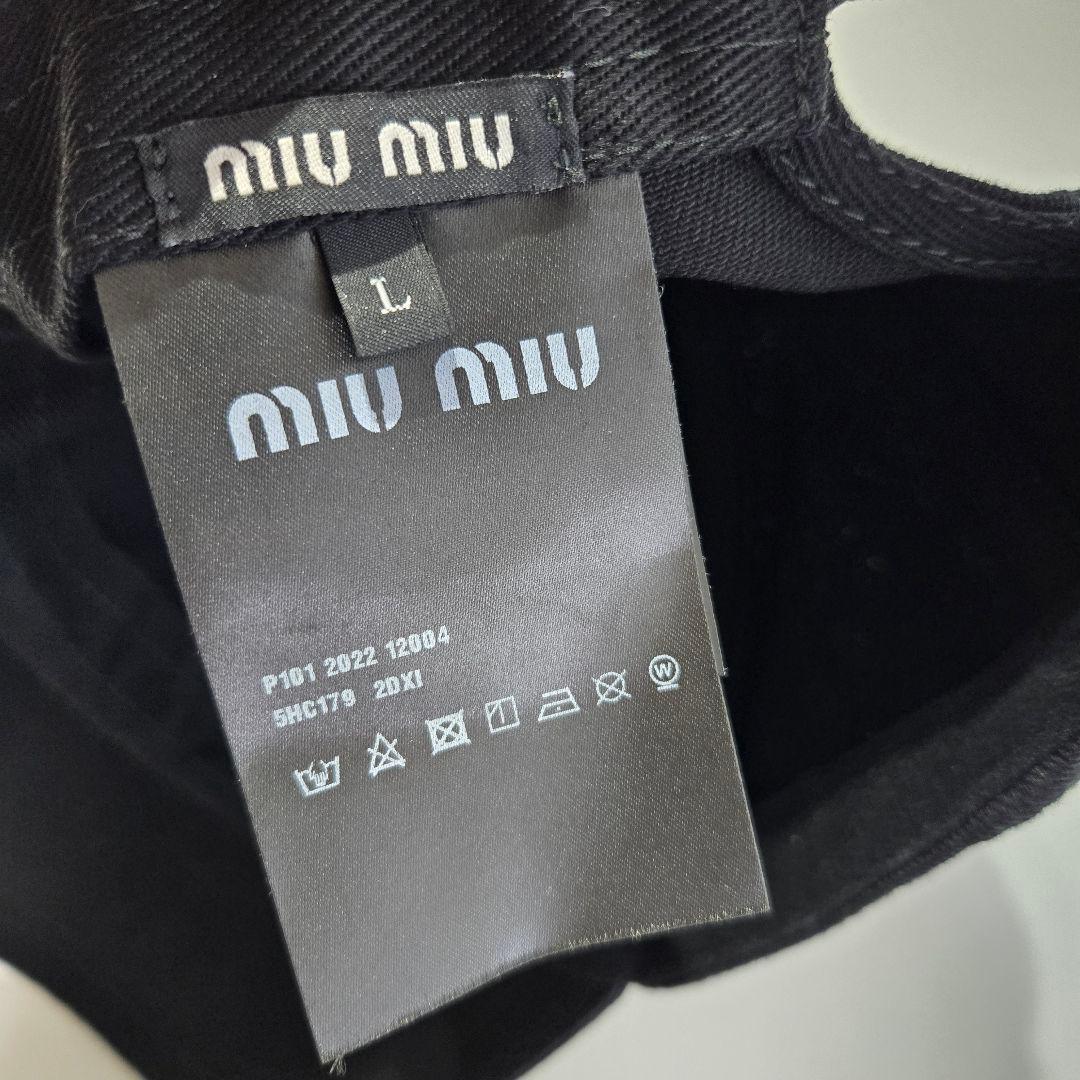 MIU MIU
L
MIU MIU
P101 2022 12004
5HC179 2DXI
W